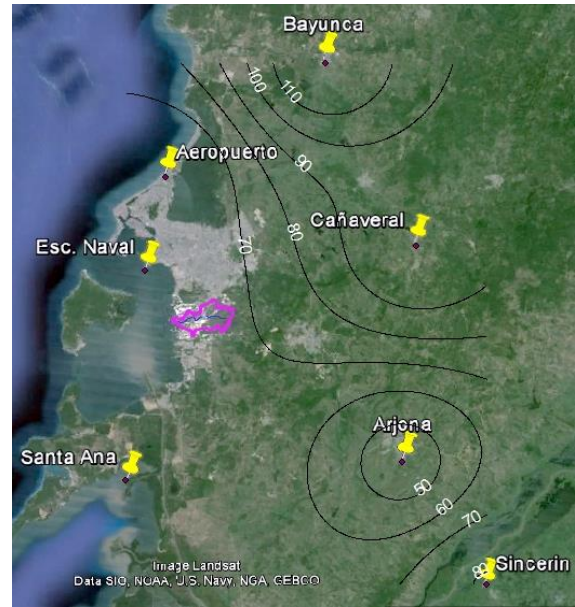 Bayunca
100
110
Aeropuerto
90
Cañaveral
80
70
Esc. Naval
Arjona
Santa Ana
50
60
70
Sincerin
80
Image Landsat
Data SIO, NOAA, U.S. Navy, NGA, GEBCO